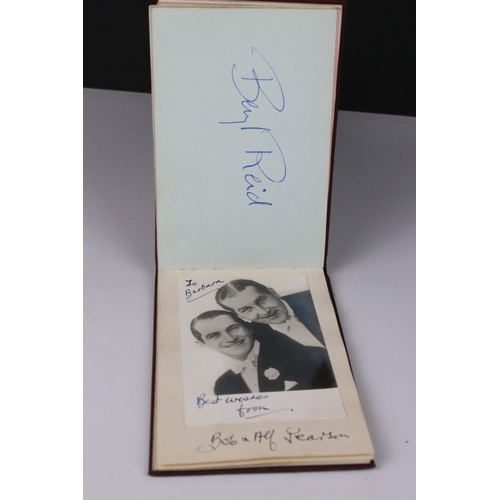 Beryl Reid
To
Barbara
Best wishes
from
Bob & Alf Pearson